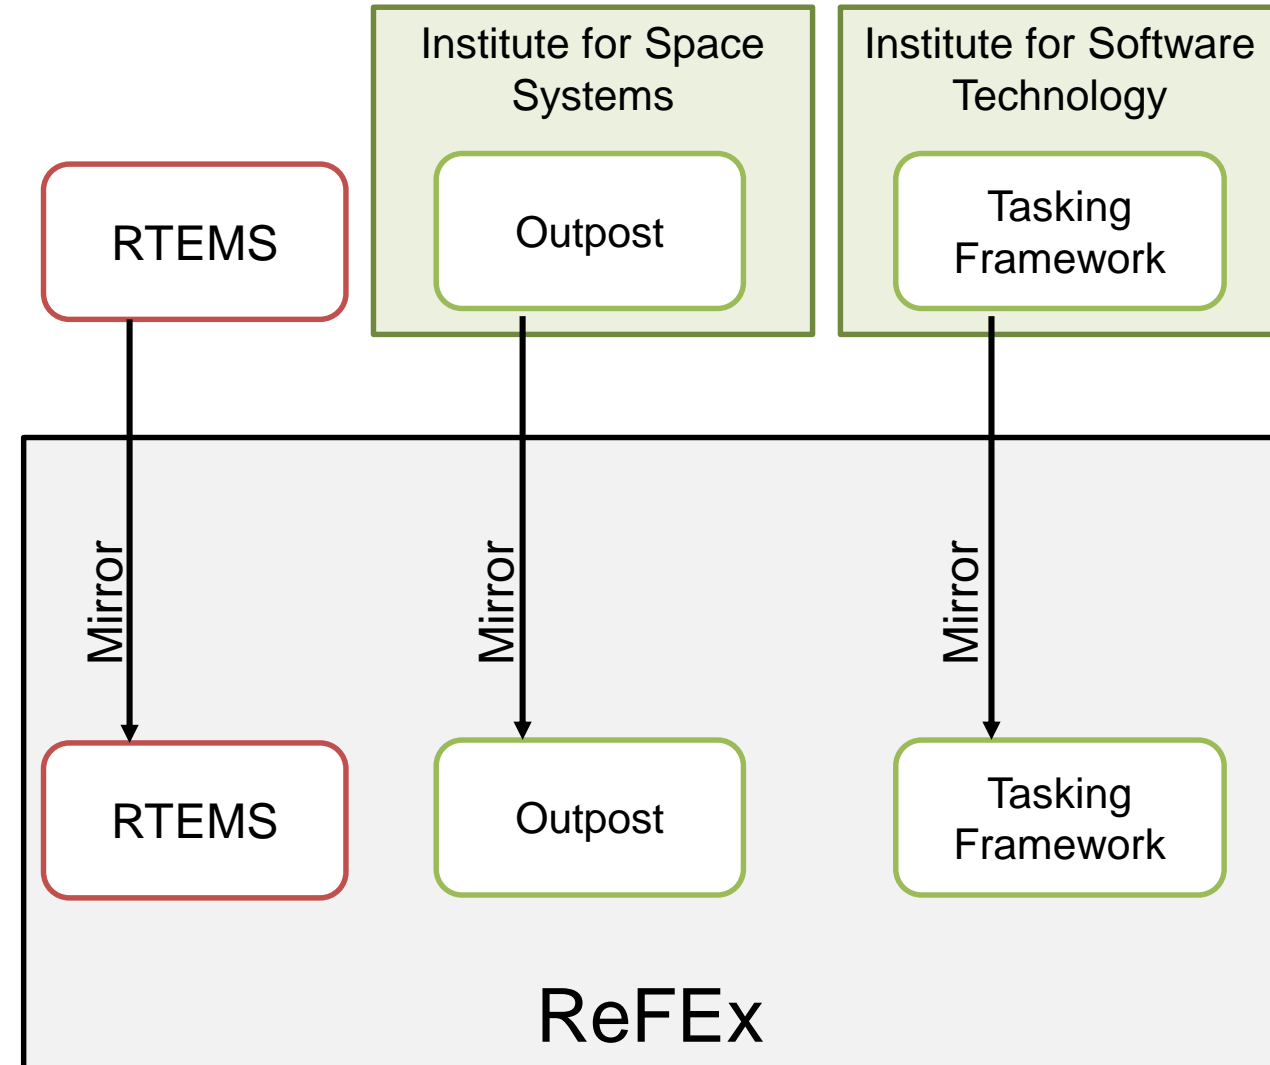 Institute for Space
Systems
Institute for Software
Technology
RTEMS
Outpost
Tasking
Framework
Mirror
Mirror
Mirror
RTEMS
Outpost
Tasking
Framework
ReFEx